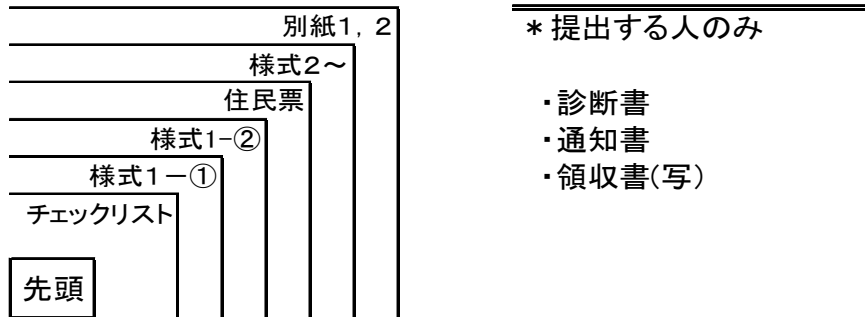 別紙１，２
様式２～
住民票
様式1-②
様式１－①
チェックリスト
先頭
＊提出する人のみ
・診断書
・通知書
・領収書(写)